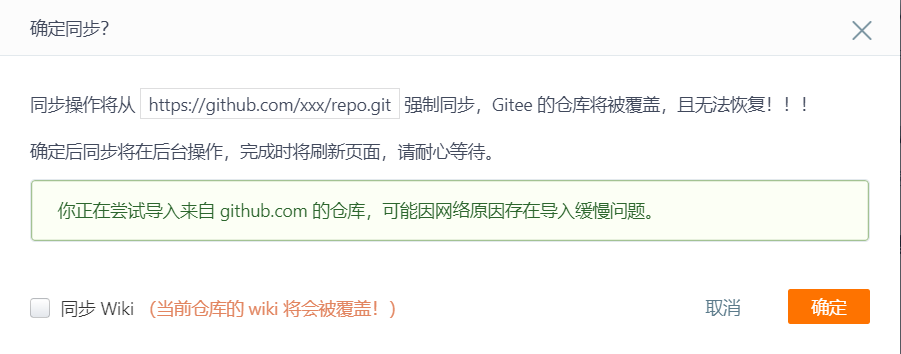 确定同步？
同步操作将从 https://github.com/xxx/repo.git 强制同步，Gitee 的仓库将被覆盖，且无法恢复！！！
确定后同步将在后台操作，完成时将刷新页面，请耐心等待。
你正在尝试导入来自 github.com 的仓库，可能因网络原因存在导入缓慢问题。
同步 Wiki （当前仓库的 wiki 将会被覆盖！） 取消 确定